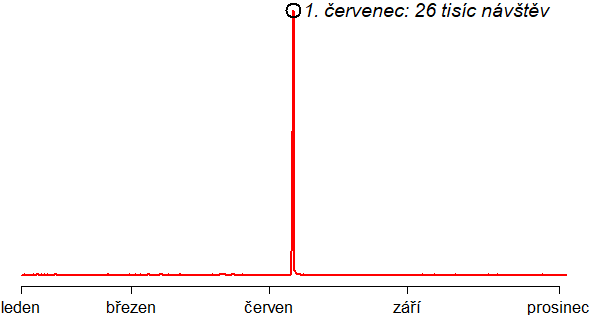 1. červenec: 26 tisíc návštěv
leden březen červen září prosinec